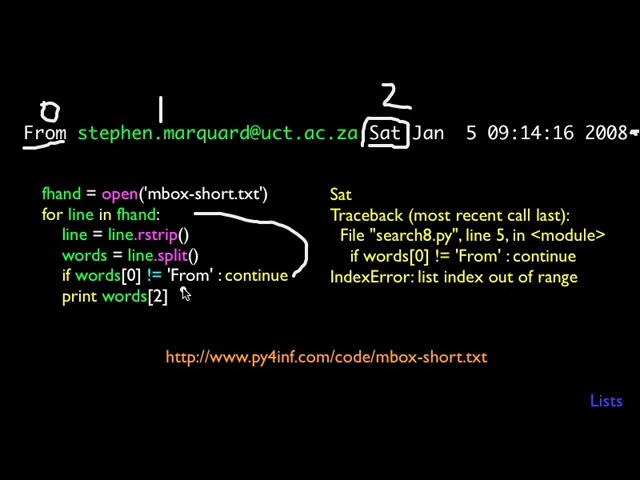 0 1 2
From stephen.marquard@uct.ac.za Sat Jan 5 09:14:16 2008
fhand = open('mbox-short.txt')
for line in fhand:
line = line.rstrip()
words = line.split()
if words[0] != 'From' : continue
print words[2]
Sat
Traceback (most recent call last):
File "search8.py", line 5, in <module>
if words[0] != 'From' : continue
IndexError: list index out of range
http://www.py4inf.com/code/mbox-short.txt
Lists